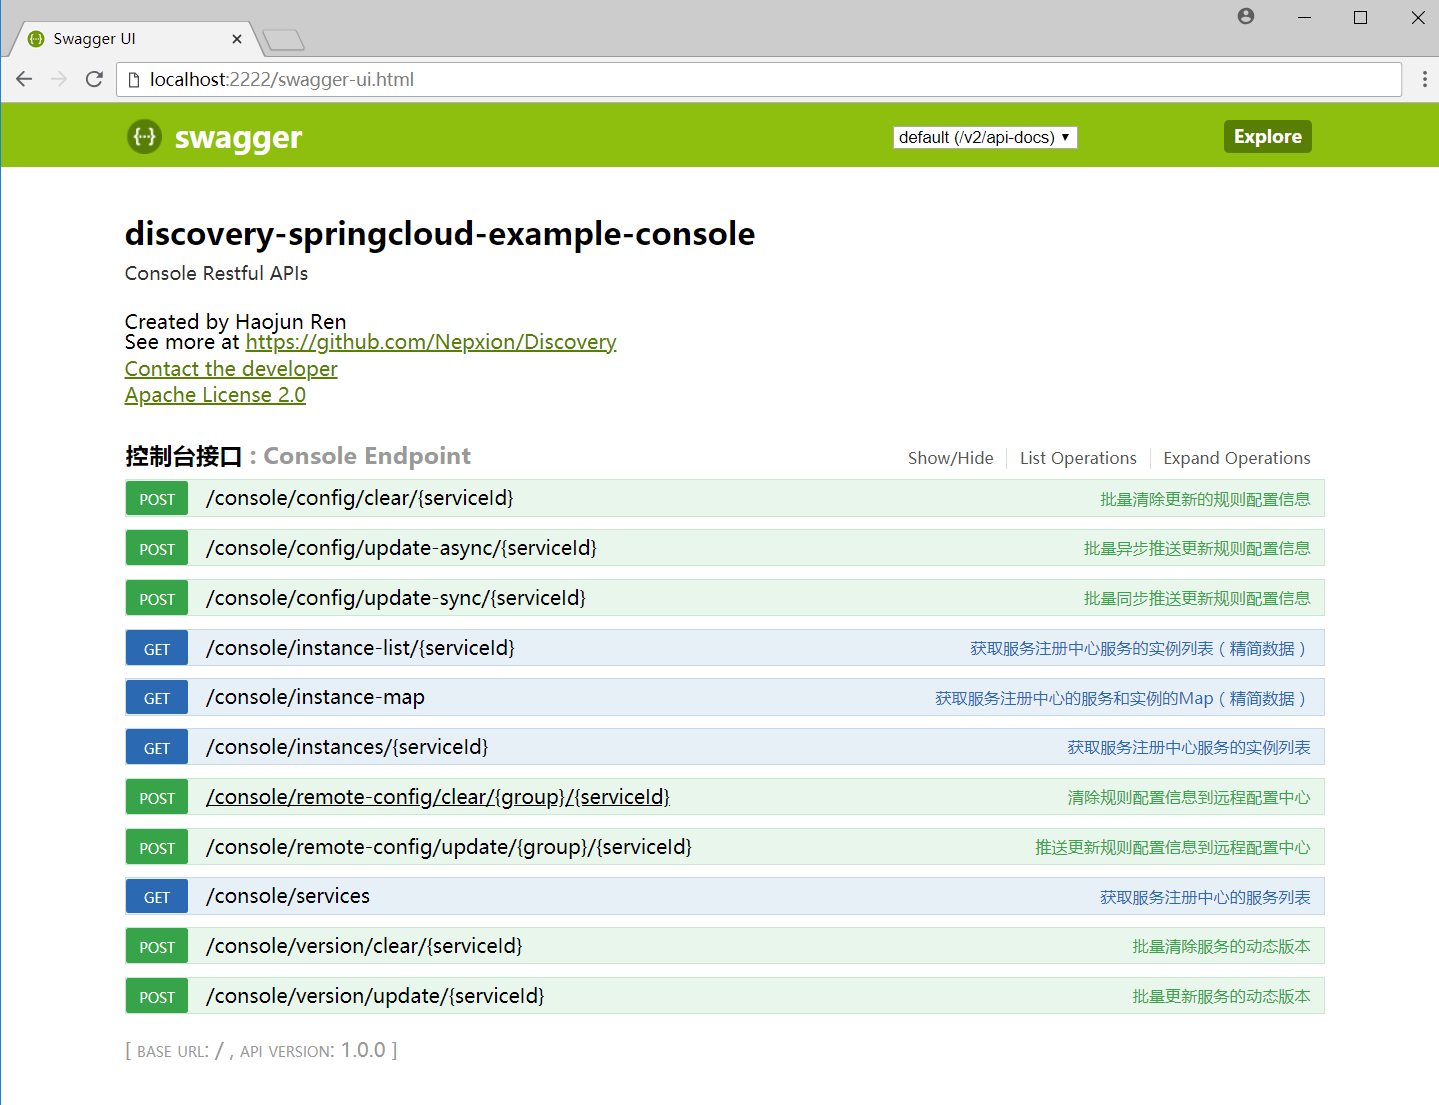 Swagger UI
localhost:2222/swagger-ui.html
{···} swagger
default (/v2/api-docs)
Explore
discovery-springcloud-example-console
Console Restful APIs
Created by Haojun Ren
See more at https://github.com/Nepxion/Discovery
Contact the developer
Apache License 2.0
控制台接口 : Console Endpoint
Show/Hide
List Operations
Expand Operations
POST /console/config/clear/{serviceId} 批量清除更新的规则配置信息
POST /console/config/update-async/{serviceId} 批量异步推送更新规则配置信息
POST /console/config/update-sync/{serviceId} 批量同步推送更新规则配置信息
GET /console/instance-list/{serviceId} 获取服务注册中心服务的实例列表（精简数据）
GET /console/instance-map 获取服务注册中心的服务和实例的Map（精简数据）
GET /console/instances/{serviceId} 获取服务注册中心服务的实例列表
POST /console/remote-config/clear/{group}/{serviceId} 清除规则配置信息到远程配置中心
POST /console/remote-config/update/{group}/{serviceId} 推送更新规则配置信息到远程配置中心
GET /console/services 获取服务注册中心的服务列表
POST /console/version/clear/{serviceId} 批量清除服务的动态版本
POST /console/version/update/{serviceId} 批量更新服务的动态版本
[ BASE URL: / , API VERSION: 1.0.0 ]